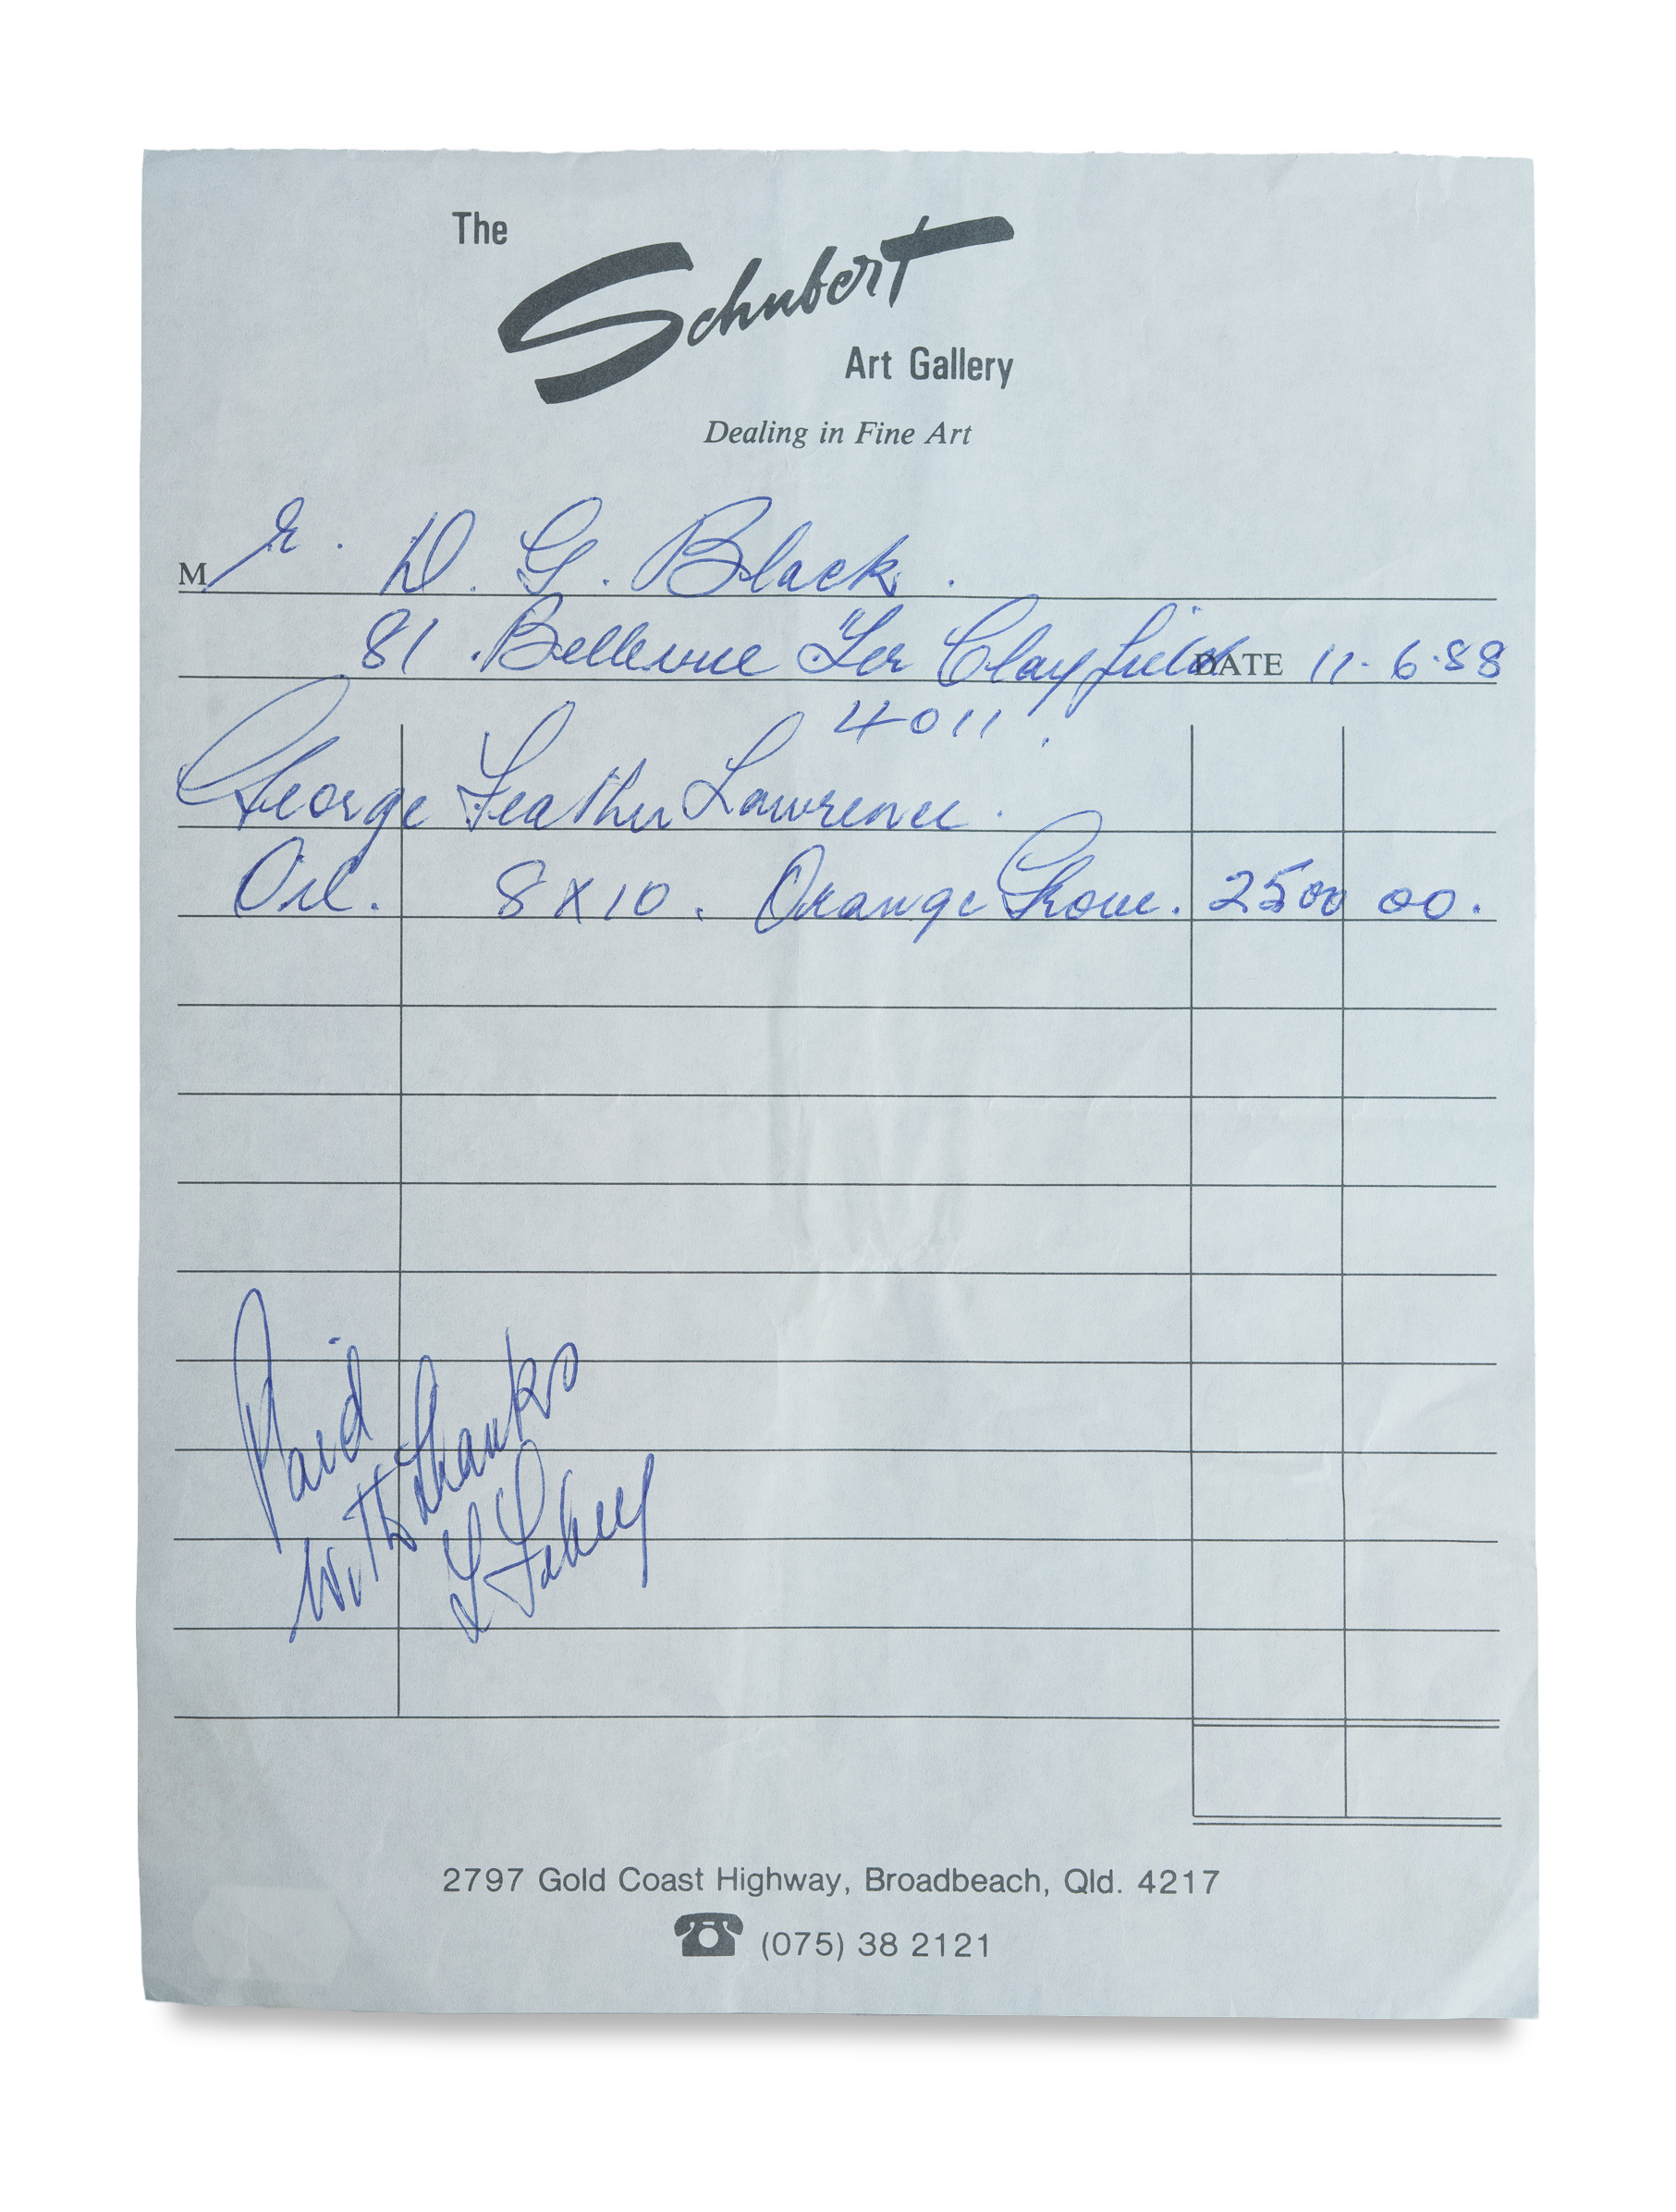 The
Schubert
Art Gallery
Dealing in Fine Art
Mr. D. G. Black.
81 Bellevue Ter Clayfield DATE 11-6-88
4011.
George Feather Lawrence.
Oil. 8 X 10. Orange Grove. 2500 00.
Paid
With thanks
2797 Gold Coast Highway, Broadbeach, Qld. 4217
(075) 38 2121